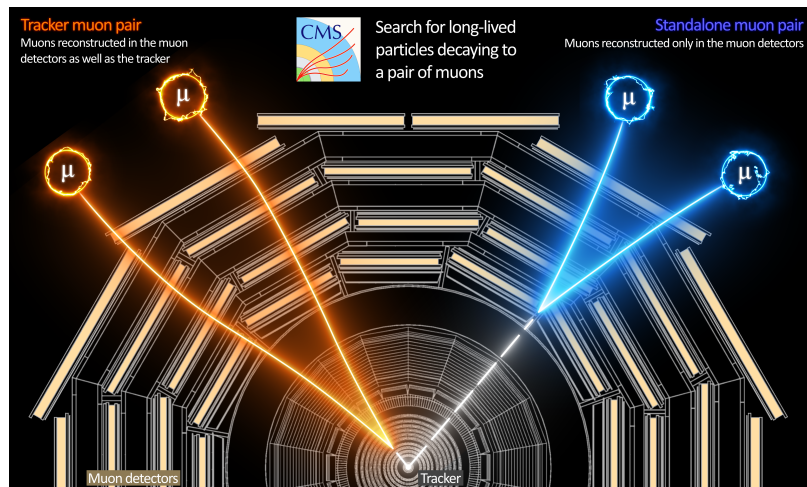 Tracker muon pair
Muons reconstructed in the muon
detectors as well as the tracker
CMS
Search for long-lived
particles decaying to
a pair of muons
Standalone muon pair
Muons reconstructed only in the muon detectors
μ
μ
μ
μ
Muon detectors
Tracker